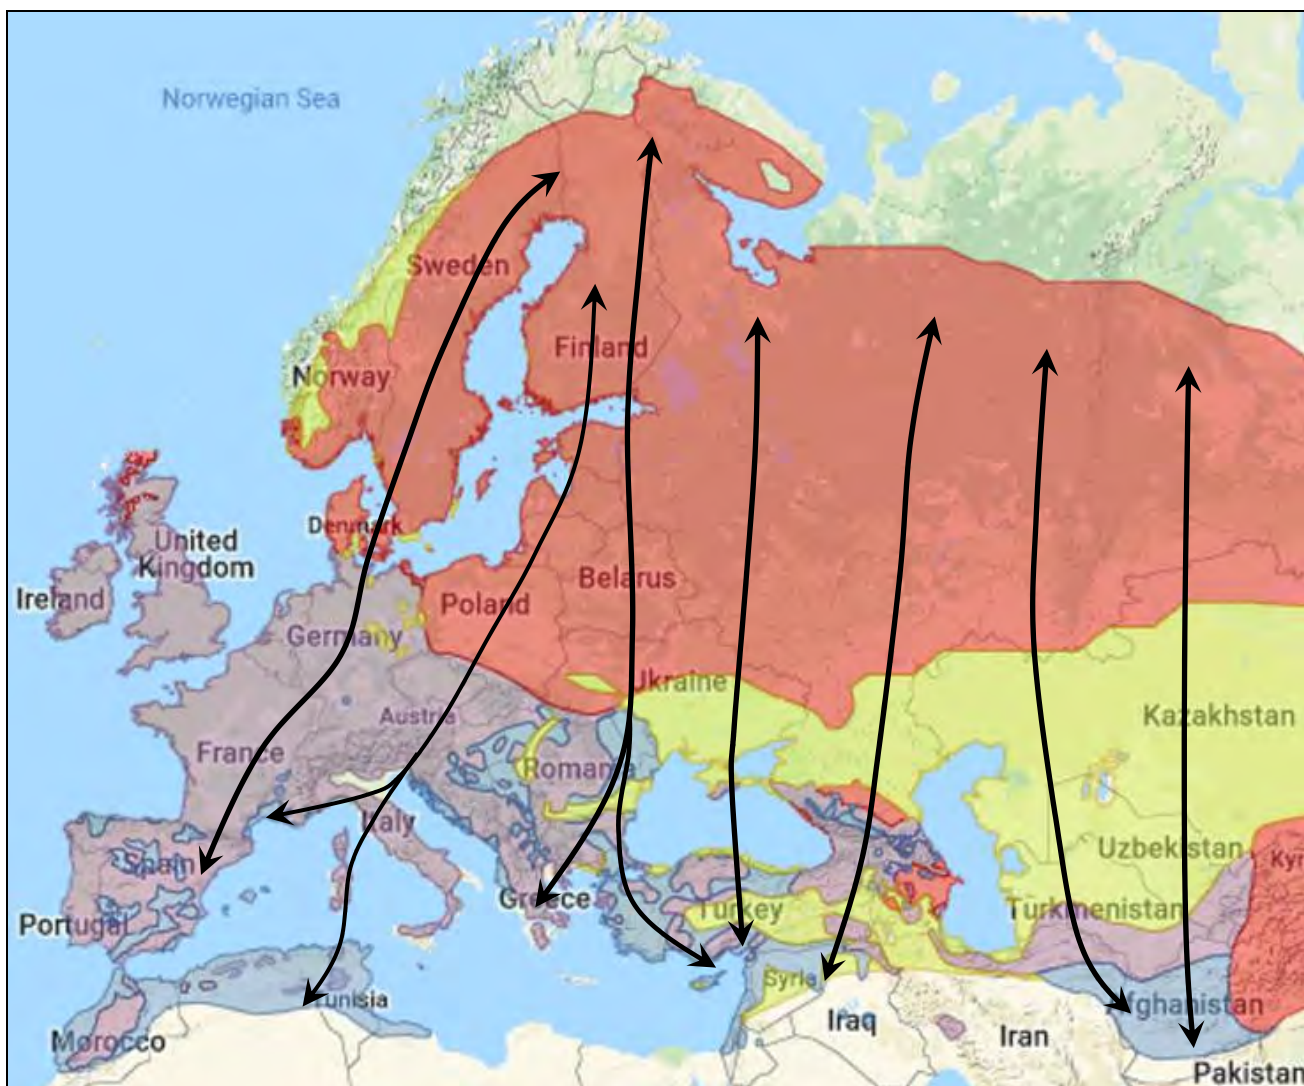 Norwegian Sea
Sweden
Finland
Norway
Denmark
United
Kingdom
Ireland
Belarus
Poland
Germany
Ukraine
Austria
Kazakhstan
France
Romania
Italy
Uzbekistan
Spain
Kyr
Greece
Turkey
Turkmenistan
Portugal
Syria
Tunisia
Afghanistan
Iraq
Iran
Morocco
Pakistan